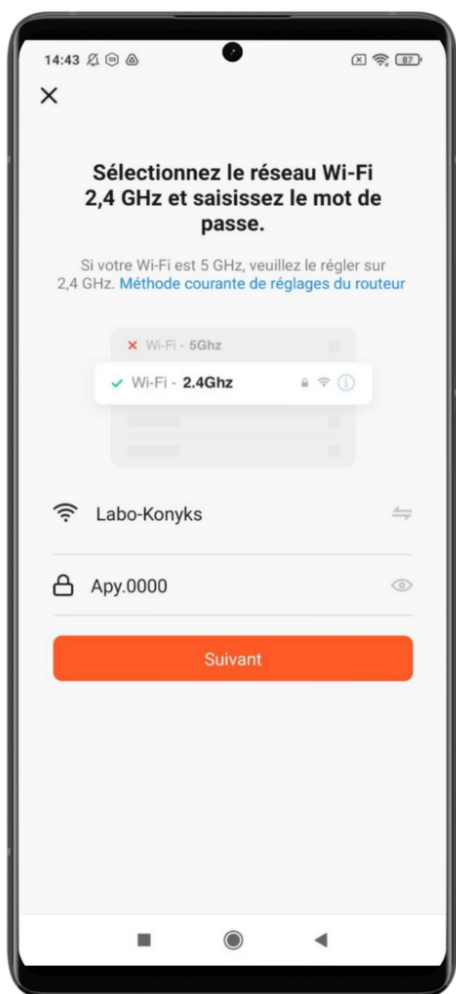 14:43
87
Sélectionnez le réseau Wi-Fi
2,4 GHz et saisissez le mot de
passe.
Si votre Wi-Fi est 5 GHz, veuillez le régler sur
2,4 GHz. Méthode courante de réglages du routeur
Wi-Fi - 5Ghz
Wi-Fi - 2.4Ghz
Labo-Konyks
Apy.0000
Suivant